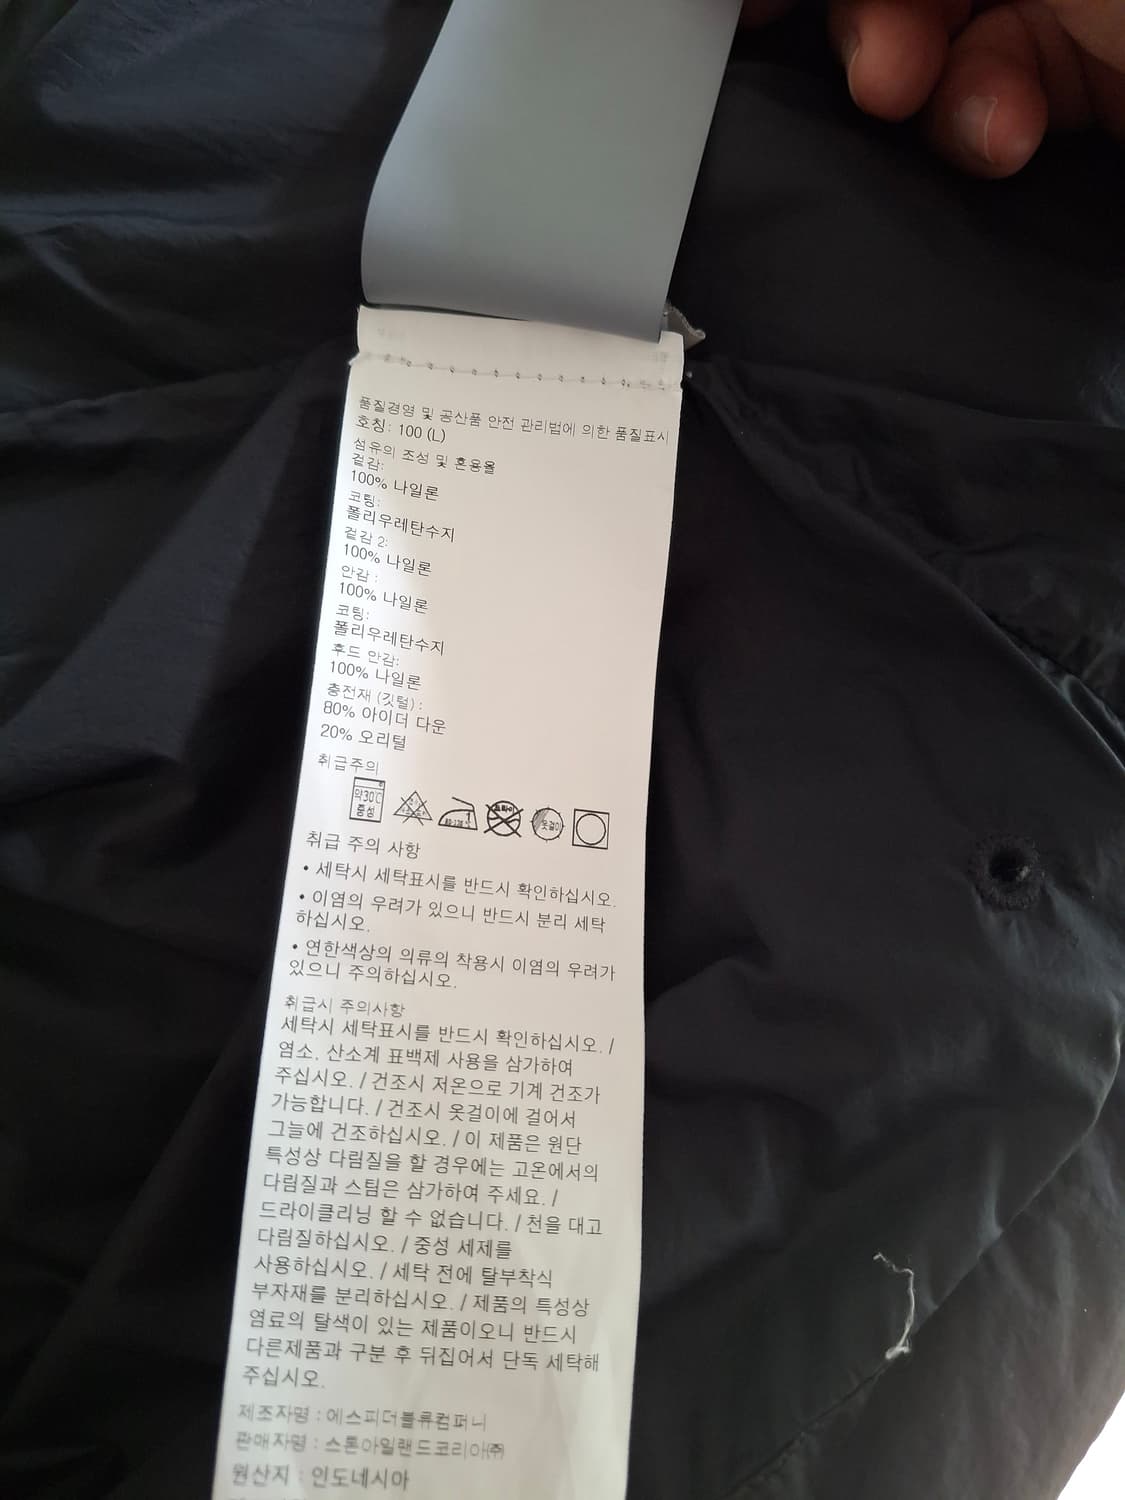 품질경영 및 공산품 안전 관리법에 의한 품질표시
호칭: 100 (L)
섬유의 조성 및 혼용율
겉감:
100% 나일론
코팅:
폴리우레탄수지
겉감 2:
100% 나일론
안감 :
100% 나일론
코팅:
폴리우레탄수지
후드 안감:
100% 나일론
충전재 (깃털) :
80% 아이더 다운
20% 오리털
취급주의
약30℃
중성
드라이
옷걸이
취급 주의 사항
• 세탁시 세탁표시를 반드시 확인하십시오.
• 이염의 우려가 있으니 반드시 분리 세탁
하십시오.
• 연한색상의 의류의 착용시 이염의 우려가
있으니 주의하십시오.
취급시 주의사항
세탁시 세탁표시를 반드시 확인하십시오. /
염소, 산소계 표백제 사용을 삼가하여
주십시오. / 건조시 저온으로 기계 건조가
가능합니다. / 건조시 옷걸이에 걸어서
그늘에 건조하십시오. / 이 제품은 원단
특성상 다림질을 할 경우에는 고온에서의
다림질과 스팀은 삼가하여 주세요. /
드라이클리닝 할 수 없습니다. / 천을 대고
다림질하십시오. / 중성 세제를
사용하십시오. / 세탁 전에 탈부착식
부자재를 분리하십시오. / 제품의 특성상
염료의 탈색이 있는 제품이오니 반드시
다른제품과 구분 후 뒤집어서 단독 세탁해
주십시오.
제조자명 : 에스피더블류컴퍼니
판매자명 : 스톤아일랜드코리아㈜
원산지 : 인도네시아